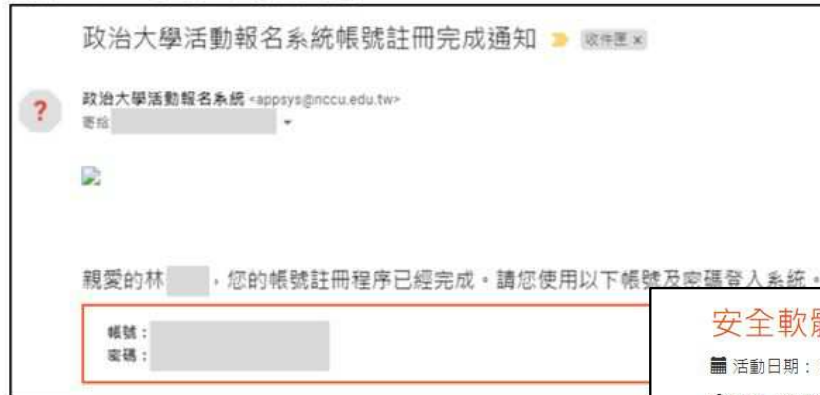 政治大學活動報名系統帳號註冊完成通知
收件匣 x
?
政治大學活動報名系統 <appsys@nccu.edu.tw>
寄給
親愛的林 ，您的帳號註冊程序已經完成。請您使用以下帳號及密碼登入系統。
帳號：
密碼：
安全軟
活動日期：